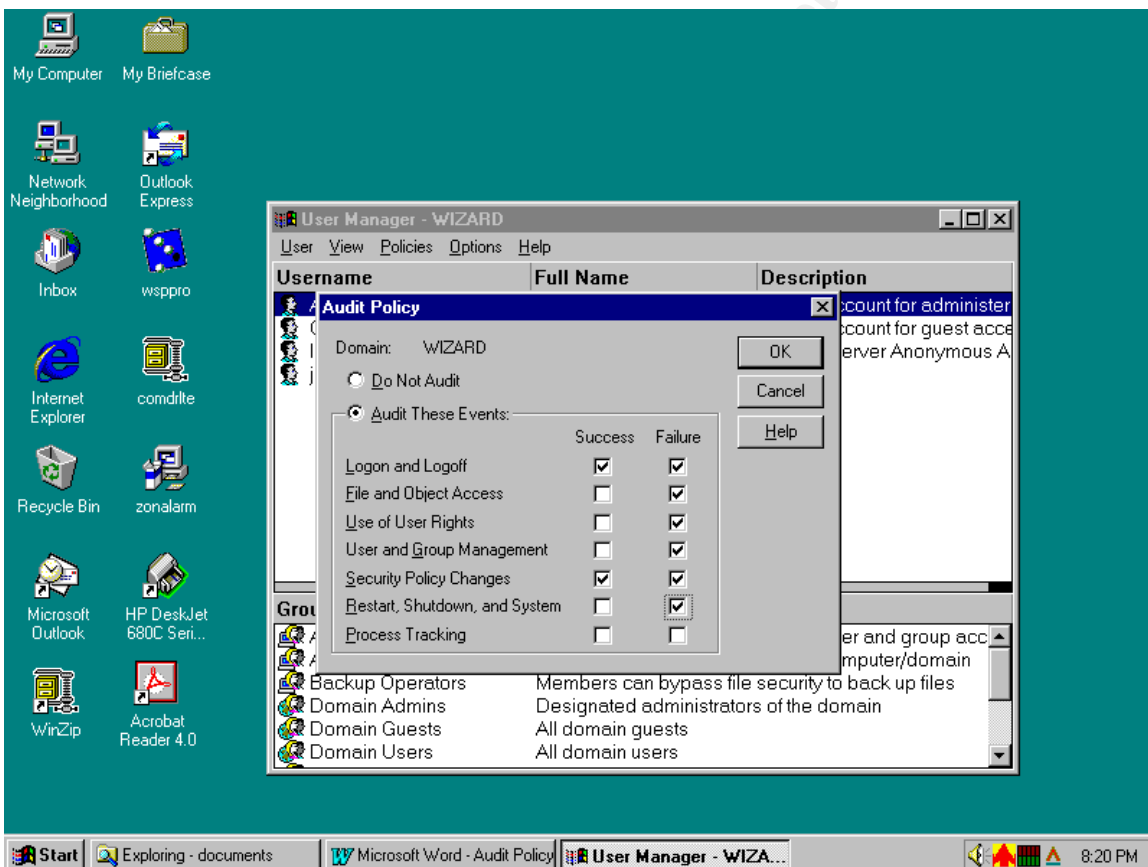 My Computer
My Briefcase
Network Neighborhood
Outlook Express
Inbox
wsppro
Internet Explorer
comdrlte
Recycle Bin
zonalarm
Microsoft Outlook
HP DeskJet 680C Seri...
WinZip
Acrobat Reader 4.0
User Manager - WIZARD
User View Policies Options Help
Username Full Name Description
A ccount for administer
G ccount for guest acce
I erver Anonymous A
j
Audit Policy
Domain: WIZARD
Do Not Audit
Audit These Events:
OK
Cancel
Help
Success Failure
Logon and Logoff
File and Object Access
Use of User Rights
User and Group Management
Security Policy Changes
Restart, Shutdown, and System
Process Tracking
Grou
A er and group acc
A mputer/domain
Backup Operators Members can bypass file security to back up files
Domain Admins Designated administrators of the domain
Domain Guests All domain guests
Domain Users All domain users
Start Exploring - documents Microsoft Word - Audit Policy User Manager - WIZA... 8:20 PM